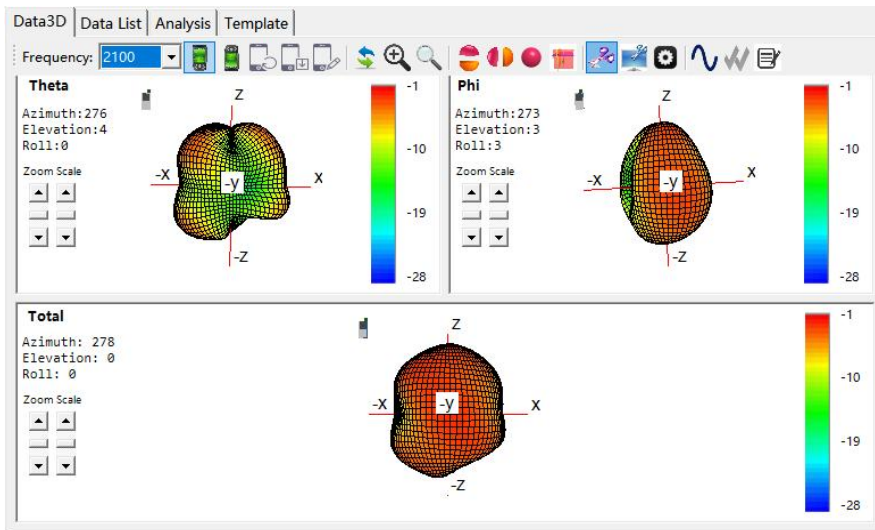 Data3D Data List Analysis Template
Frequency: 2100
Theta
Azimuth:276
Elevation:4
Roll:0
Zoom Scale
Z
-X
-y
X
-Z
-1
-10
-19
-28
Phi
Azimuth:273
Elevation:3
Roll:3
Zoom Scale
Z
-X
-y
X
-Z
-1
-10
-19
-28
Total
Azimuth: 278
Elevation: 0
Roll: 0
Zoom Scale
Z
-X
-y
X
-Z
-1
-10
-19
-28